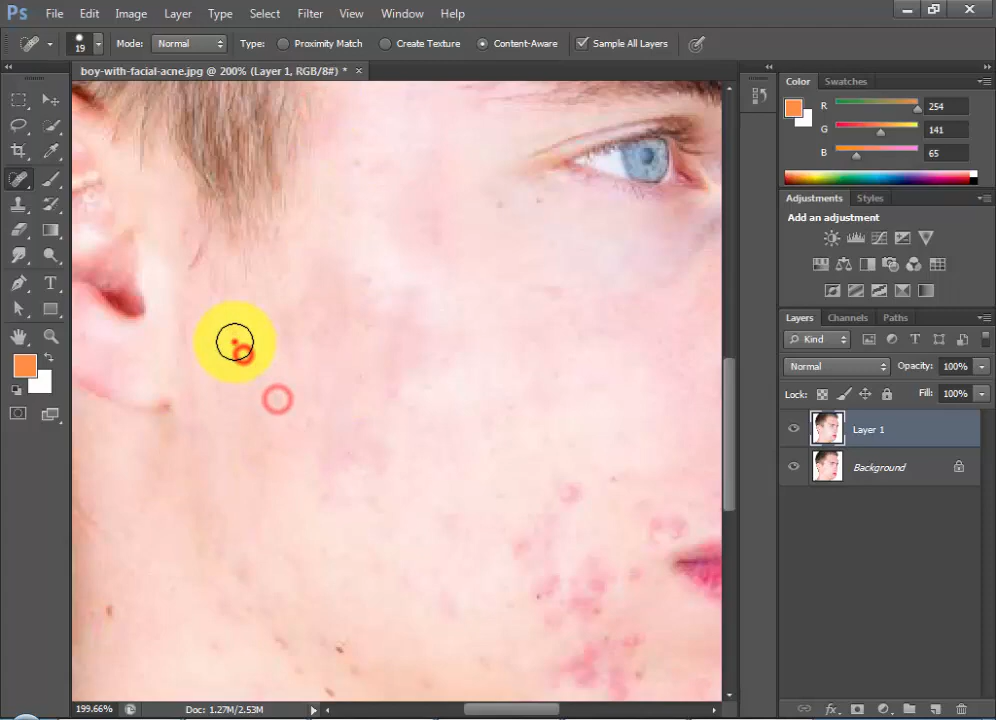 Ps File Edit Image Layer Type Select Filter View Window Help
19 Mode: Normal Type: Proximity Match Create Texture Content-Aware Sample All Layers
boy-with-facial-acne.jpg @ 200% (Layer 1, RGB/8#) * ×
Color Swatches
R 254
G 141
B 65
Adjustments Styles
Add an adjustment
Layers Channels Paths
Kind
Normal Opacity: 100%
Lock: Fill: 100%
Layer 1
Background
199.66% Doc: 1.27M/2.53M
fx